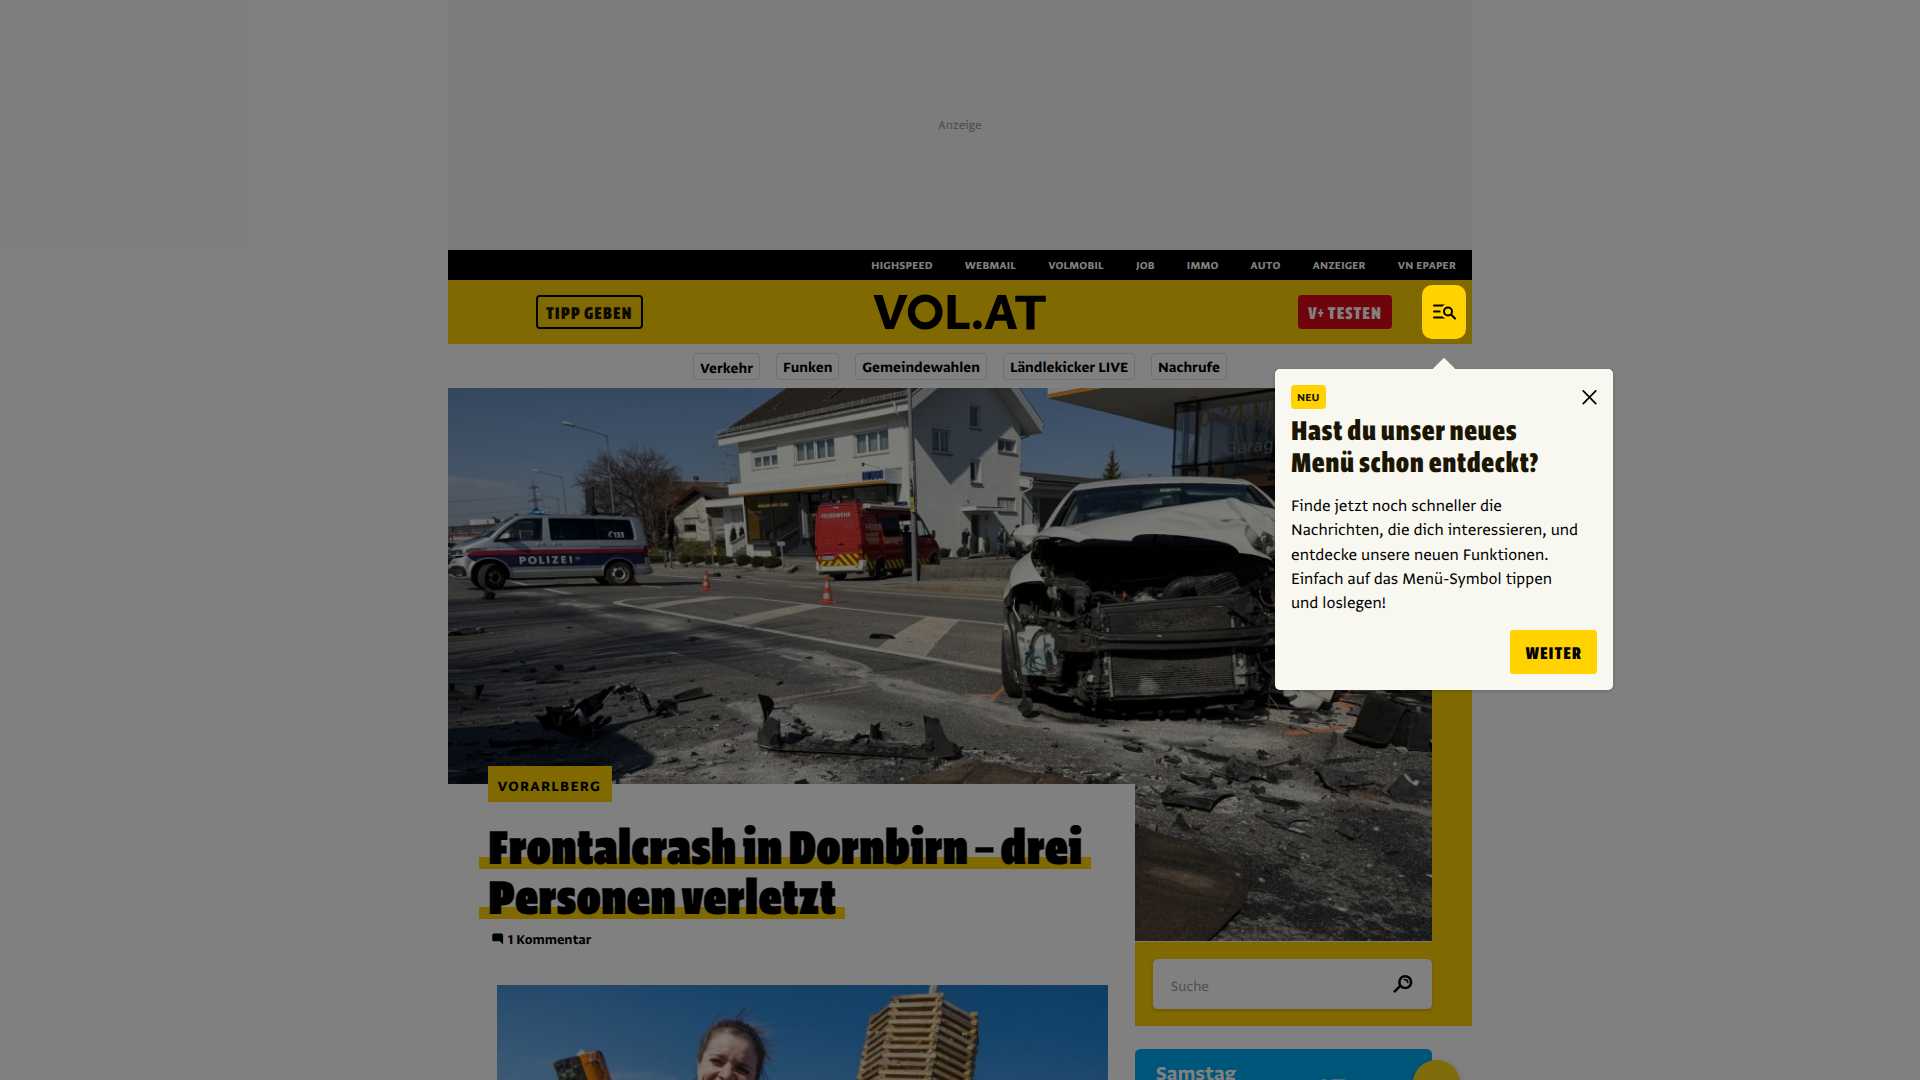 Anzeige
HIGHSPEED WEBMAIL VOLMOBIL JOB IMMO AUTO ANZEIGER VN EPAPER
TIPP GEBEN VOL.AT V+ TESTEN
Verkehr Funken Gemeindewahlen Ländlekicker LIVE Nachrufe
NEU
Hast du unser neues
Menü schon entdeckt?
Finde jetzt noch schneller die
Nachrichten, die dich interessieren, und
entdecke unsere neuen Funktionen.
Einfach auf das Menü-Symbol tippen
und loslegen!
WEITER
POLIZEI
VORARLBERG
Frontalcrash in Dornbirn – drei
Personen verletzt
1 Kommentar
Suche
Samstag